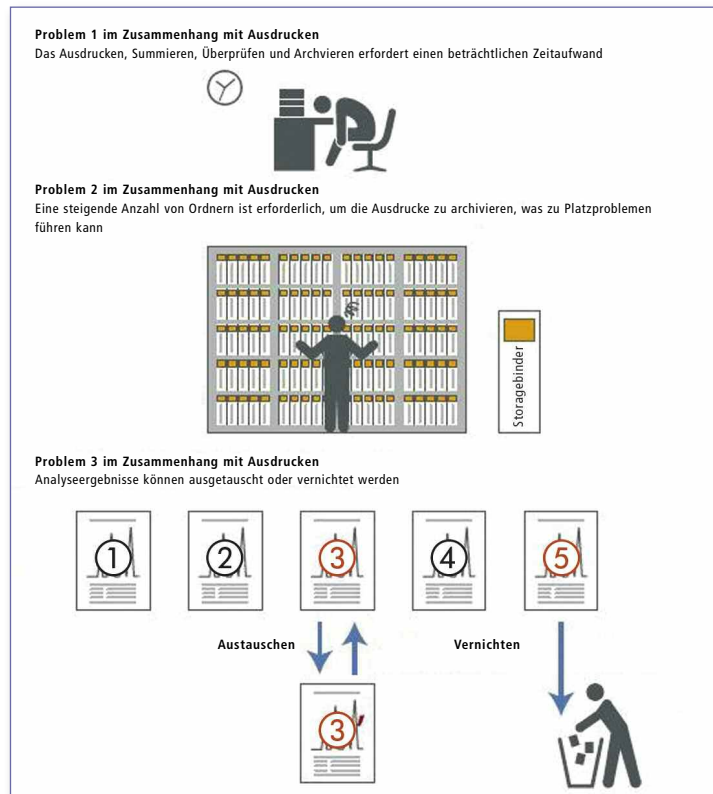 Problem 1 im Zusammenhang mit Ausdrucken
Das Ausdrucken, Summieren, Überprüfen und Archvieren erfordert einen beträchtlichen Zeitaufwand
Problem 2 im Zusammenhang mit Ausdrucken
Eine steigende Anzahl von Ordnern ist erforderlich, um die Ausdrucke zu archivieren, was zu Platzproblemen
führen kann
Storagebinder
Problem 3 im Zusammenhang mit Ausdrucken
Analyseergebnisse können ausgetauscht oder vernichtet werden
1 2 3 4 5
Austauschen Vernichten
3